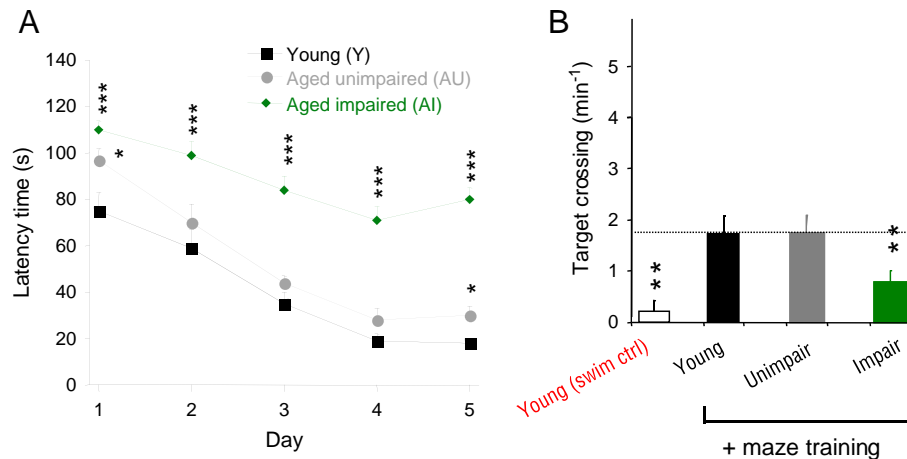 A
140
120
100
80
60
40
20
0
Latency time (s)
Young (Y)
Aged unimpaired (AU)
Aged impaired (AI)
***
*
***
***
***
***
*
1
2
3
4
5
Day
B
5
4
3
2
1
0
Target crossing (min⁻¹)
**
**
Young (swim ctrl)
Young
Unimpair
Impair
+ maze training